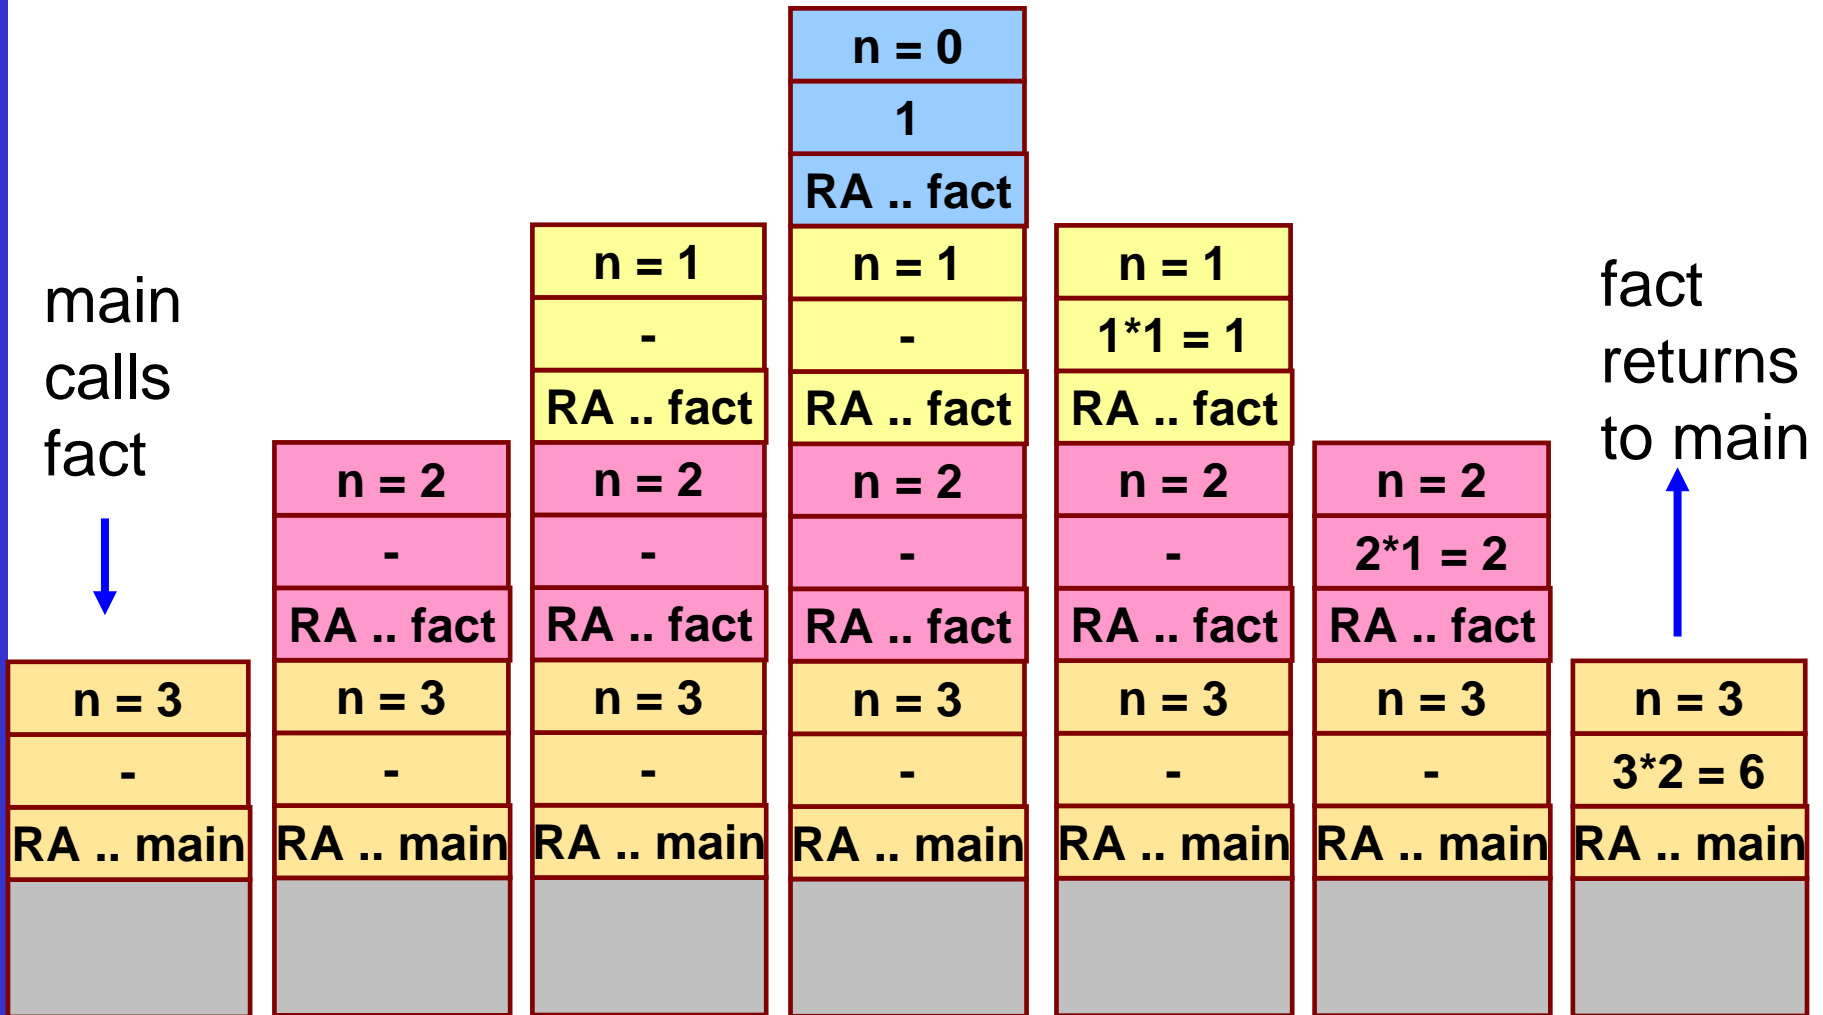 main
calls
fact
n = 3
-
RA .. main
n = 2
-
RA .. fact
n = 3
-
RA .. main
n = 1
-
RA .. fact
n = 2
-
RA .. fact
n = 3
-
RA .. main
n = 0
1
RA .. fact
n = 1
-
RA .. fact
n = 2
-
RA .. fact
n = 3
-
RA .. main
n = 1
1*1 = 1
RA .. fact
n = 2
-
RA .. fact
n = 3
-
RA .. main
n = 2
2*1 = 2
RA .. fact
n = 3
-
RA .. main
fact
returns
to main
n = 3
3*2 = 6
RA .. main